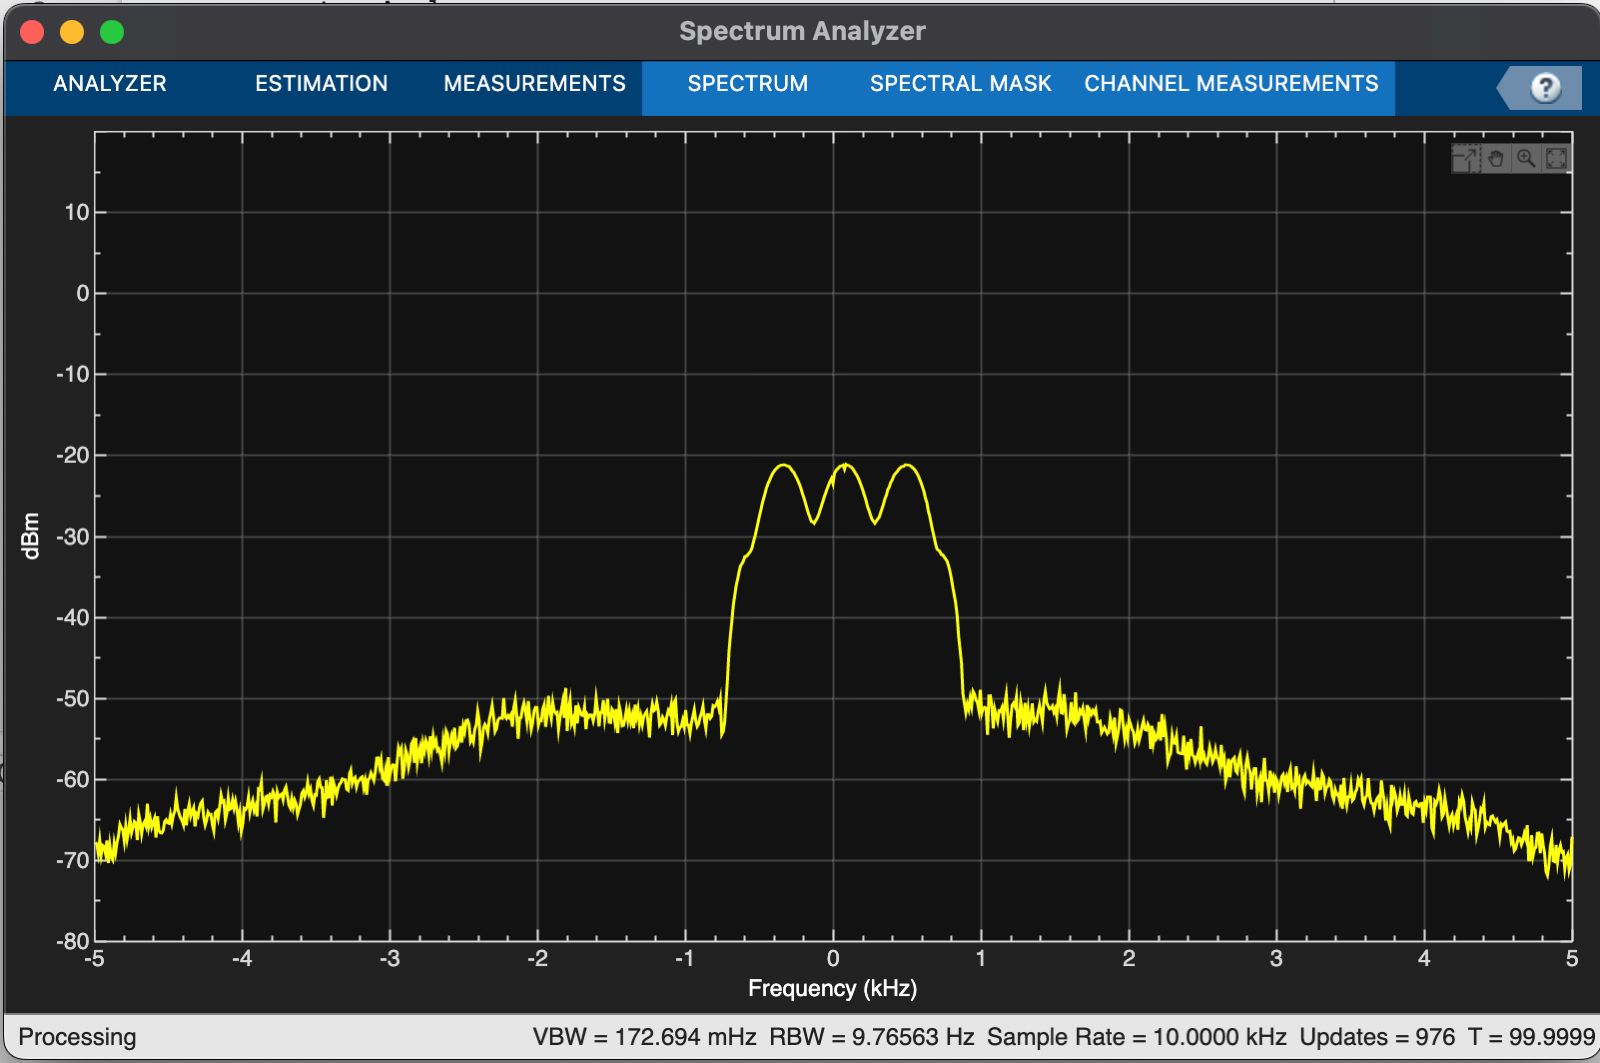 Spectrum Analyzer
ANALYZER ESTIMATION MEASUREMENTS SPECTRUM SPECTRAL MASK CHANNEL MEASUREMENTS ?
10
0
-10
-20
-30
-40
-50
-60
-70
-80
dBm
-5 -4 -3 -2 -1 0 1 2 3 4 5
Frequency (kHz)
Processing VBW = 172.694 mHz RBW = 9.76563 Hz Sample Rate = 10.0000 kHz Updates = 976 T = 99.9999